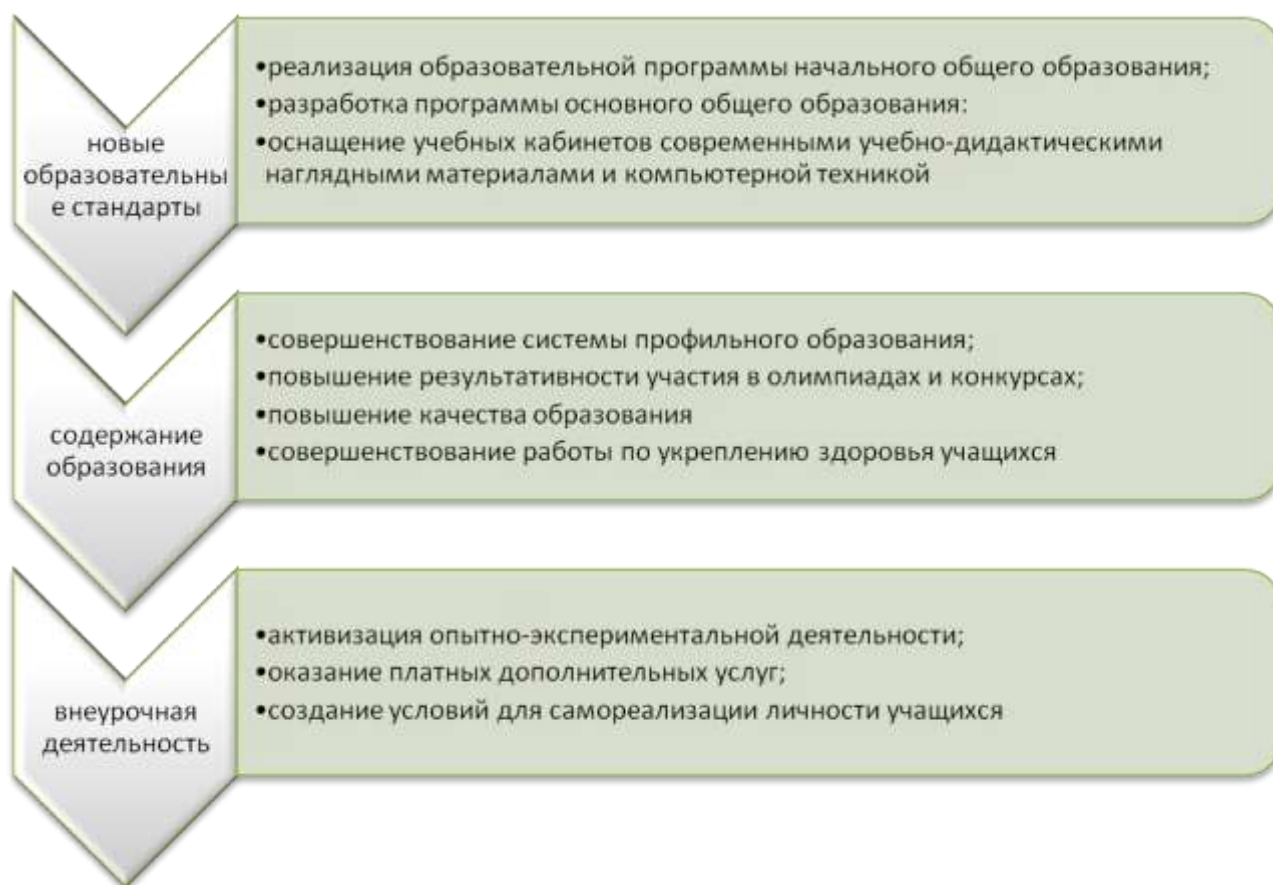 новые
образовательны
е стандарты
•реализация образовательной программы начального общего образования;
•разработка программы основного общего образования:
•оснащение учебных кабинетов современными учебно-дидактическими
наглядными материалами и компьютерной техникой
содержание
образования
•совершенствование системы профильного образования;
•повышение результативности участия в олимпиадах и конкурсах;
•повышение качества образования
•совершенствование работы по укреплению здоровья учащихся
внеурочная
деятельность
•активизация опытно-экспериментальной деятельности;
•оказание платных дополнительных услуг;
•создание условий для самореализации личности учащихся